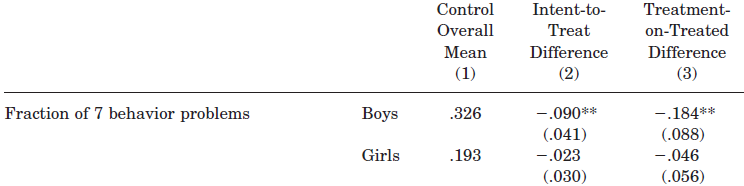 Control Intent-to- Treatment-
Overall Treat on-Treated
Mean Difference Difference
(1) (2) (3)
Fraction of 7 behavior problems Boys .326 −.090** −.184**
(.041) (.088)
Girls .193 −.023 −.046
(.030) (.056)